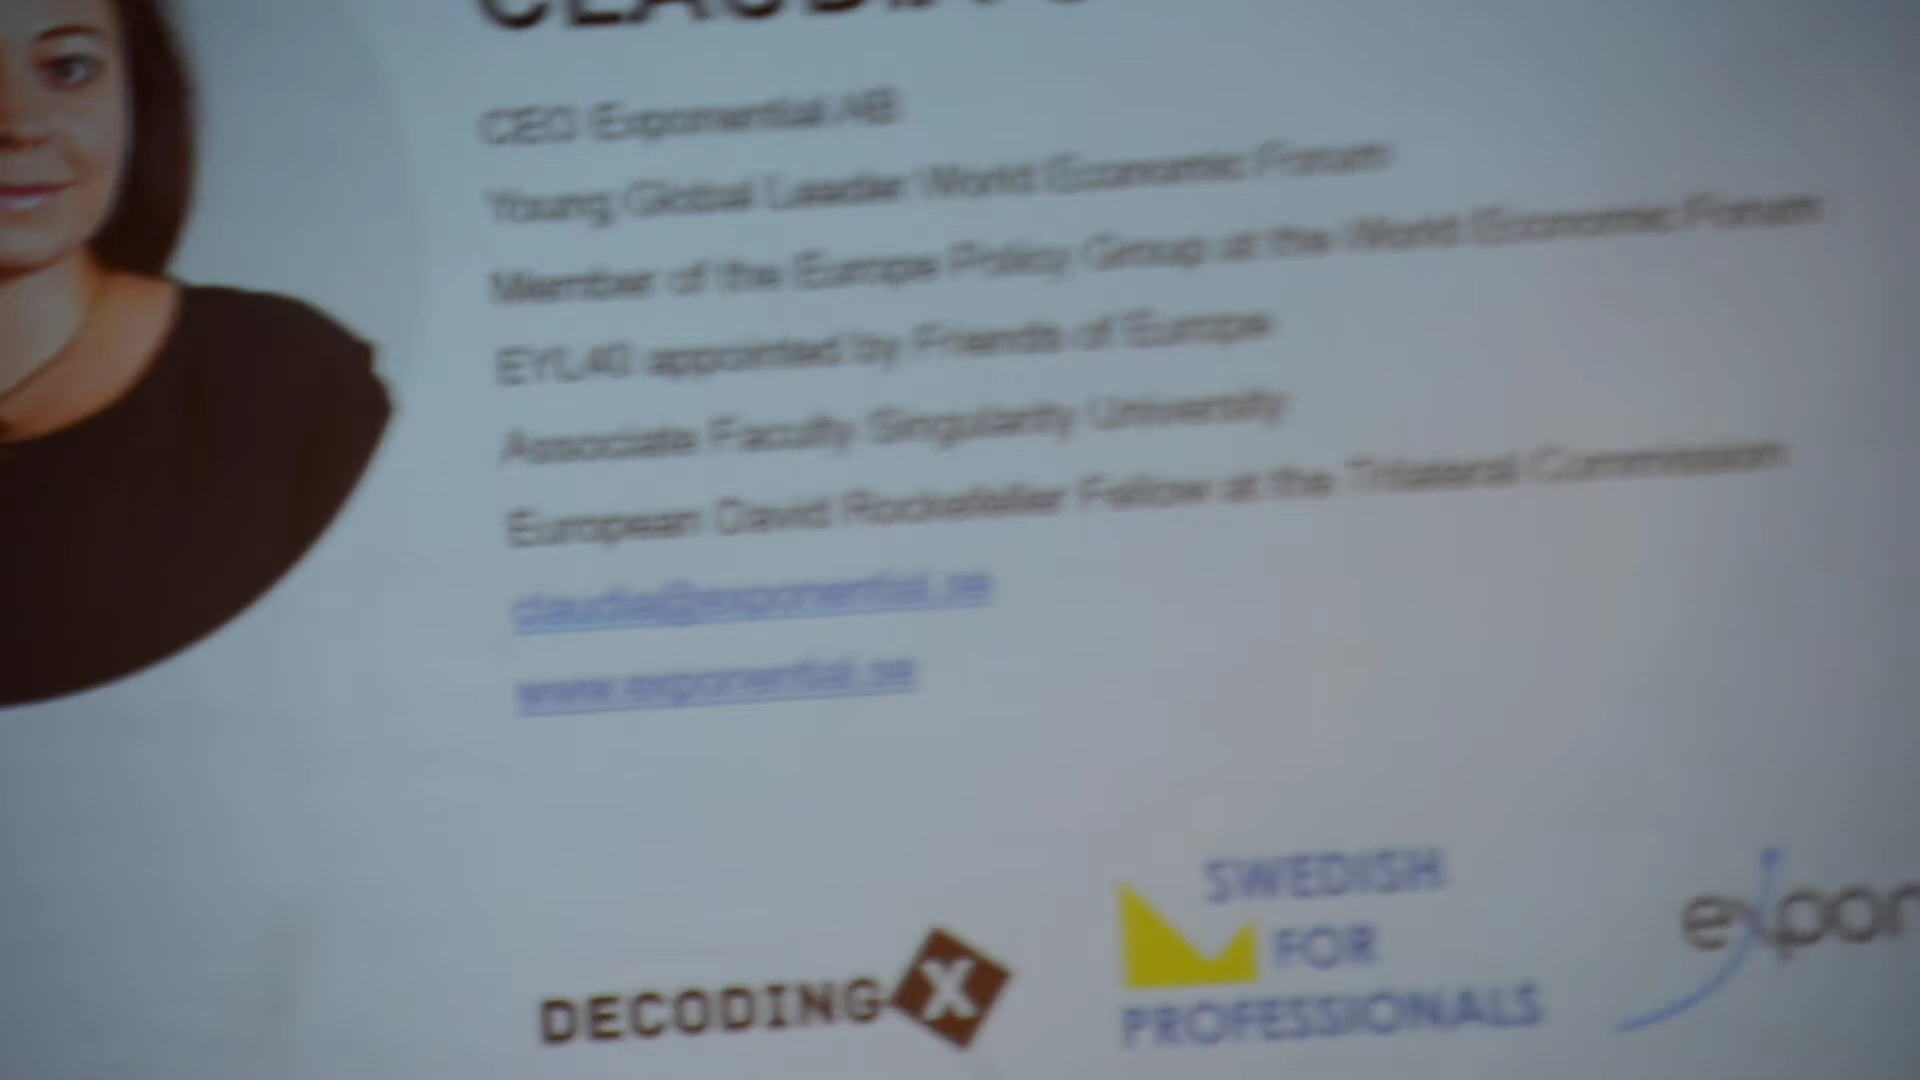 CLAUDIA
CEO Exponential AB
Young Global Leader World Economic Forum
Member of the Europe Policy Group at the World Economic Forum
EYL40 appointed by Friends of Europe
Associate Faculty Singularity University
European David Rockefeller Fellow at the Trilateral Commission
claudia@exponential.se
www.exponential.se
DECODING X
SWEDISH
FOR
PROFESSIONALS
expon